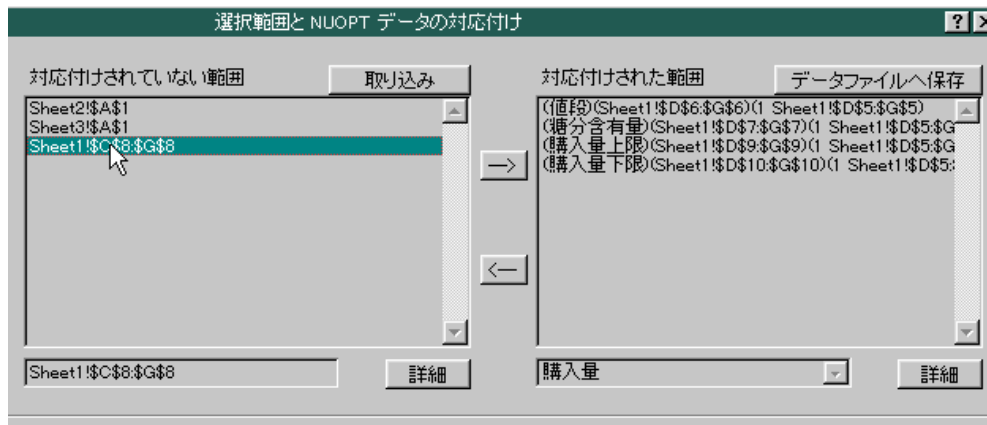 選択範囲と NUOPT データの対応付け
対応付けされていない範囲
取り込み
Sheet2!$A$1
Sheet3!$A$1
Sheet1!$C$8:$G$8
Sheet1!$C$8:$G$8
詳細
-->
<--
対応付けされた範囲
データファイルへ保存
(値段)(Sheet1!$D$6:$G$6)(1 Sheet1!$D$5:$G$5)
(糖分含有量)(Sheet1!$D$7:$G$7)(1 Sheet1!$D$5:$G
(購入量上限)(Sheet1!$D$9:$G$9)(1 Sheet1!$D$5:$G
(購入量下限)(Sheet1!$D$10:$G$10)(1 Sheet1!$D$5:
購入量
詳細